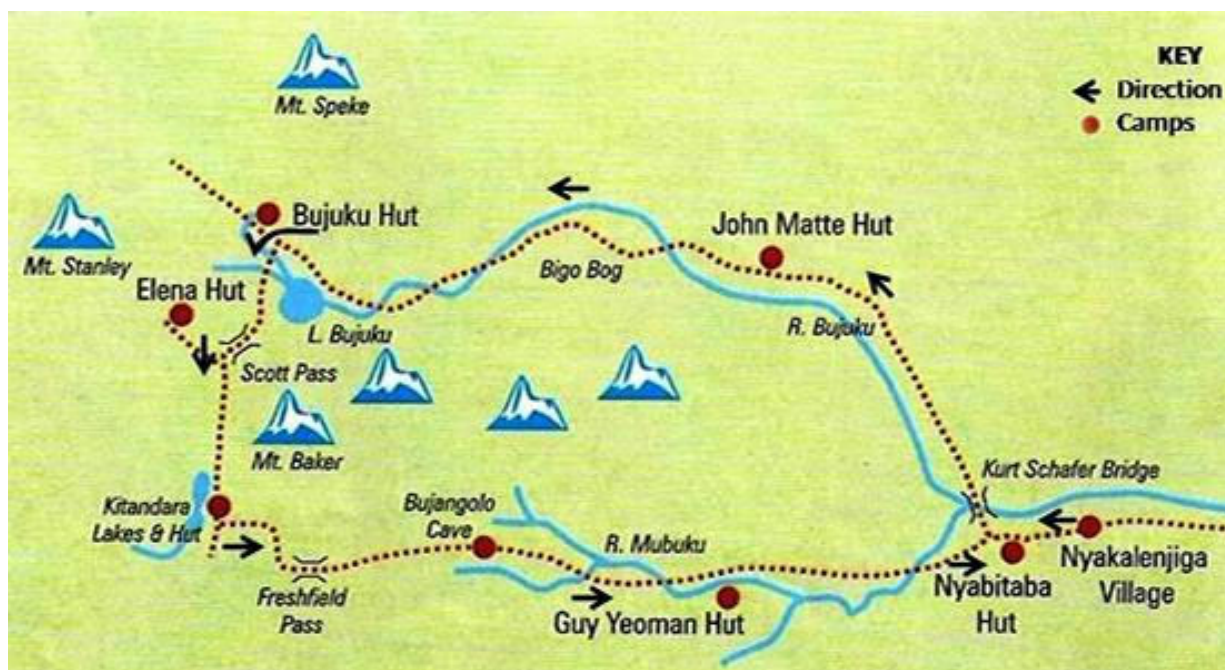 KEY
Direction
Camps
Mt. Speke
Bujuku Hut
John Matte Hut
Mt. Stanley
Bigo Bog
Elena Hut
L. Bujuku
R. Bujuku
Scott Pass
Mt. Baker
Kurt Schafer Bridge
Kitandara
Lakes & Hut
Bujangolo
Cave
R. Mubuku
Nyakalenjiga
Village
Nyabitaba
Hut
Freshfield
Pass
Guy Yeoman Hut